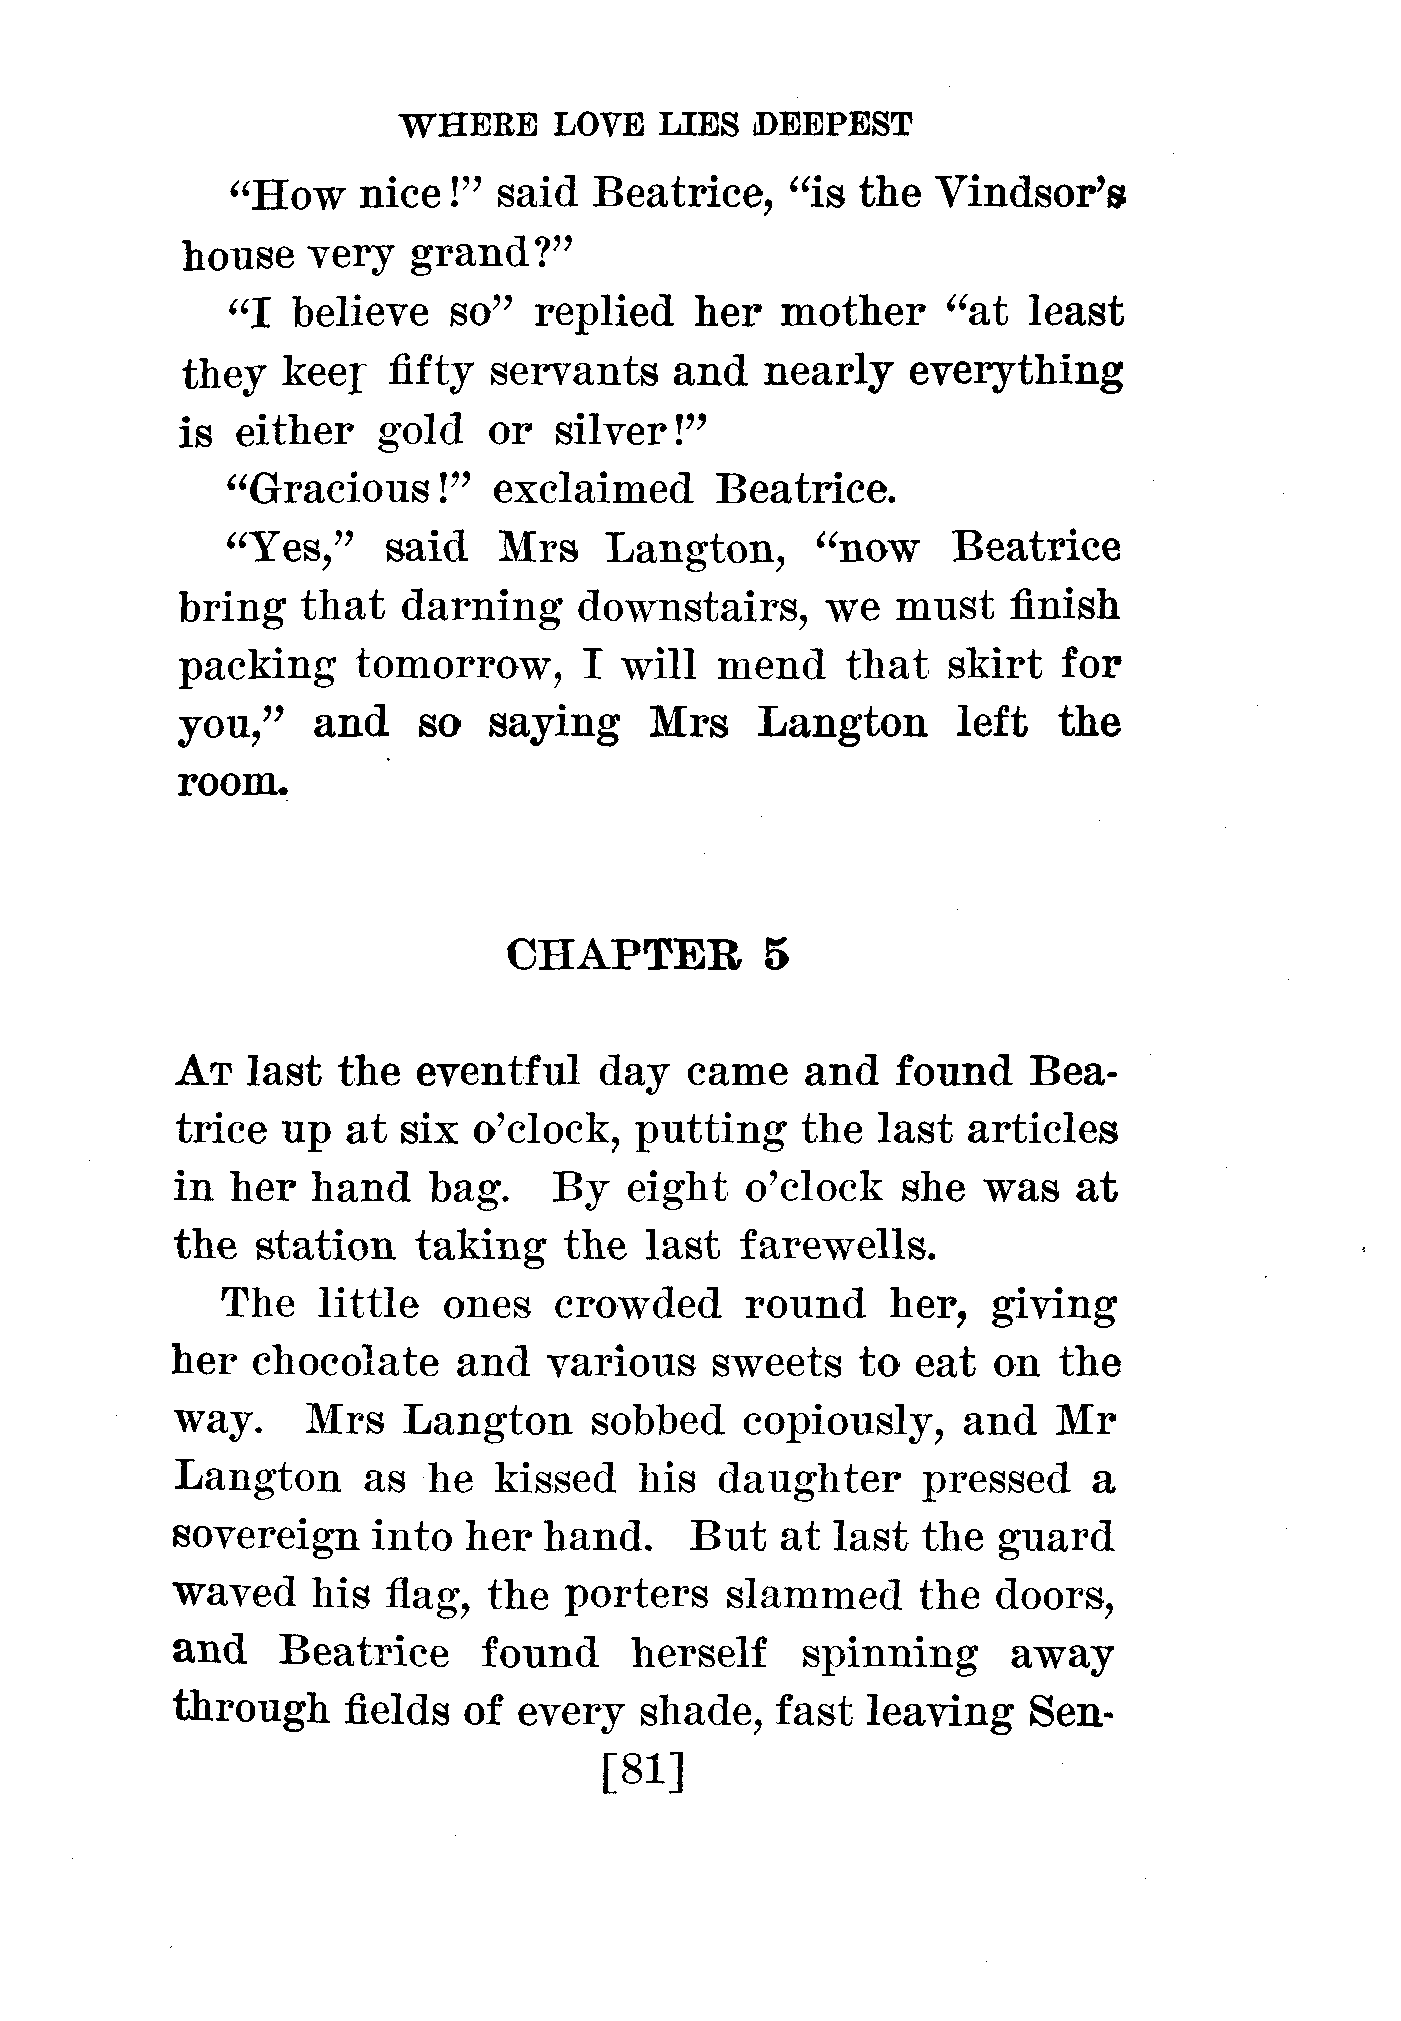 WHERE LOVE LIES DEEPEST
“How nice!” said Beatrice, “is the Vindsor’s
house very grand?”
“I believe so” replied her mother “at least
they keep fifty servants and nearly everything
is either gold or silver!”
“Gracious!” exclaimed Beatrice.
“Yes,” said Mrs Langton, “now Beatrice
bring that darning downstairs, we must finish
packing tomorrow, I will mend that skirt for
you,” and so saying Mrs Langton left the
room.
CHAPTER 5
AT last the eventful day came and found Bea-
trice up at six o’clock, putting the last articles
in her hand bag. By eight o’clock she was at
the station taking the last farewells.
The little ones crowded round her, giving
her chocolate and various sweets to eat on the
way. Mrs Langton sobbed copiously, and Mr
Langton as he kissed his daughter pressed a
sovereign into her hand. But at last the guard
waved his flag, the porters slammed the doors,
and Beatrice found herself spinning away
through fields of every shade, fast leaving Sen-
[81]